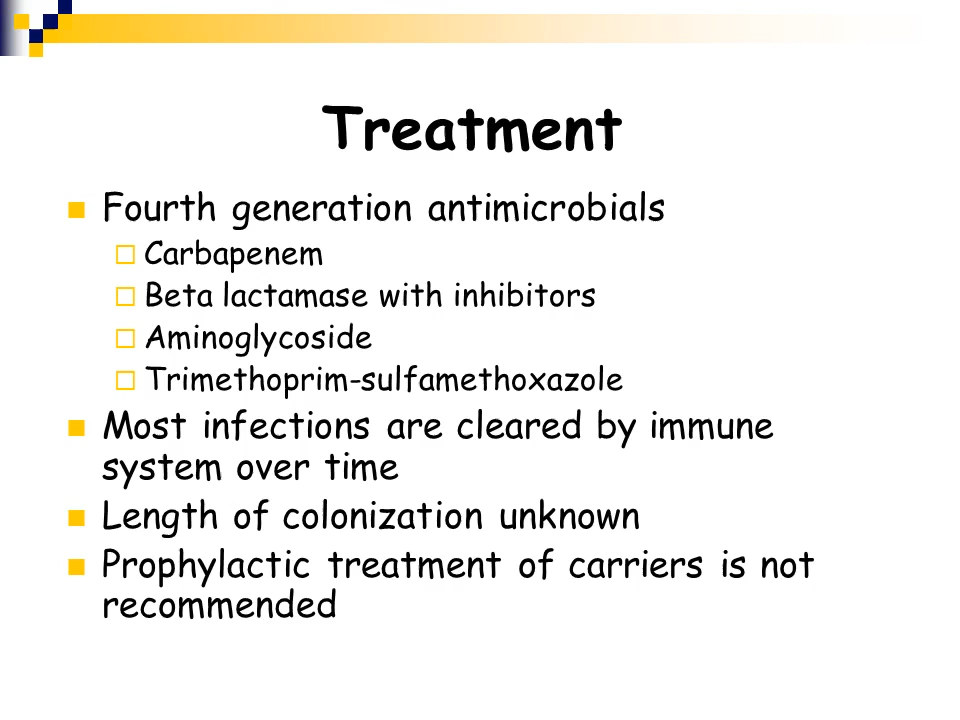 Treatment
Fourth generation antimicrobials
Carbapenem
Beta lactamase with inhibitors
Aminoglycoside
Trimethoprim-sulfamethoxazole
Most infections are cleared by immune
system over time
Length of colonization unknown
Prophylactic treatment of carriers is not
recommended